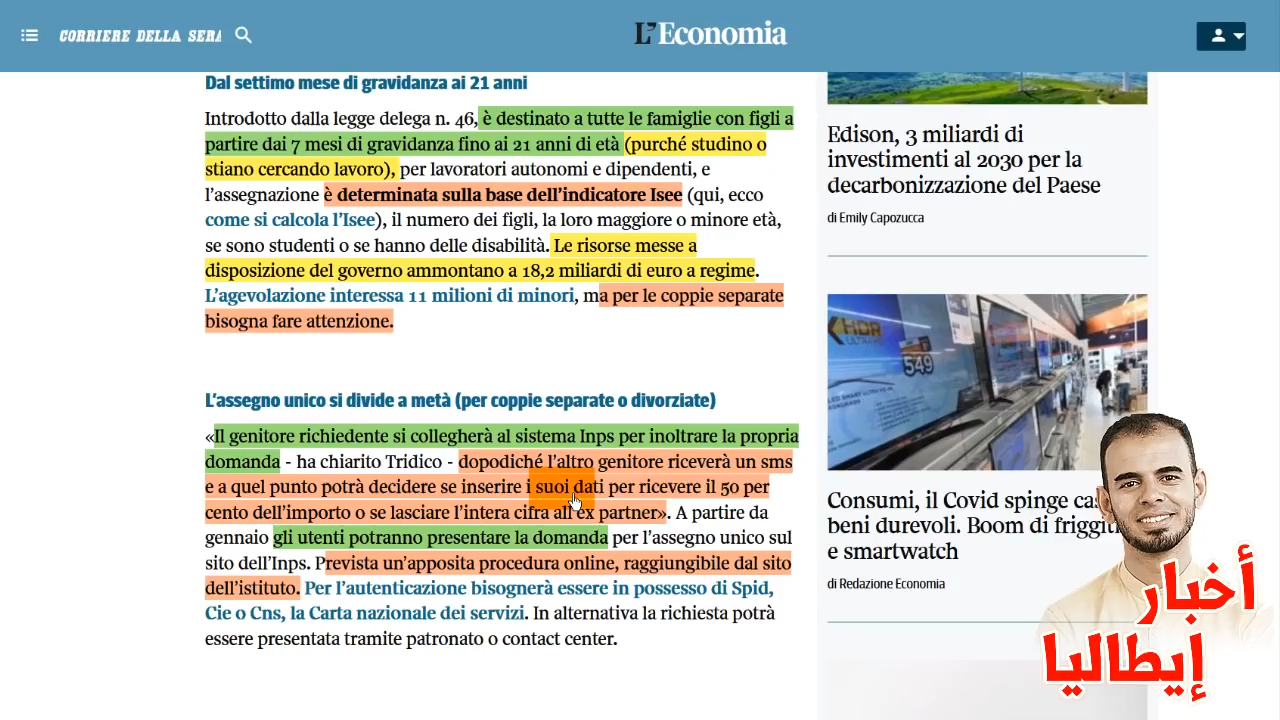 CORRIERE DELLA SERA
L'Economia
Dal settimo mese di gravidanza ai 21 anni
Introdotto dalla legge delega n. 46, è destinato a tutte le famiglie con figli a
partire dai 7 mesi di gravidanza fino ai 21 anni di età (purché studino o
stiano cercando lavoro), per lavoratori autonomi e dipendenti, e
l'assegnazione è determinata sulla base dell'indicatore Isee (qui, ecco
come si calcola l'Isee), il numero dei figli, la loro maggiore o minore età,
se sono studenti o se hanno delle disabilità. Le risorse messe a
disposizione del governo ammontano a 18,2 miliardi di euro a regime.
L'agevolazione interessa 11 milioni di minori, ma per le coppie separate
bisogna fare attenzione.
L'assegno unico si divide a metà (per coppie separate o divorziate)
«Il genitore richiedente si collegherà al sistema Inps per inoltrare la propria
domanda - ha chiarito Tridico - dopodiché l'altro genitore riceverà un sms
e a quel punto potrà decidere se inserire i suoi dati per ricevere il 50 per
cento dell'importo o se lasciare l'intera cifra all'ex partner». A partire da
gennaio gli utenti potranno presentare la domanda per l'assegno unico sul
sito dell'Inps. Prevista un'apposita procedura online, raggiungibile dal sito
dell'istituto. Per l'autenticazione bisognerà essere in possesso di Spid,
Cie o Cns, la Carta nazionale dei servizi. In alternativa la richiesta potrà
essere presentata tramite patronato o contact center.
Edison, 3 miliardi di
investimenti al 2030 per la
decarbonizzazione del Paese
di Emily Capozucca
HDR
549
Consumi, il Covid spinge
beni durevoli. Boom di
e smartwatch
di Redazione Economia
أخبار
إيطاليا